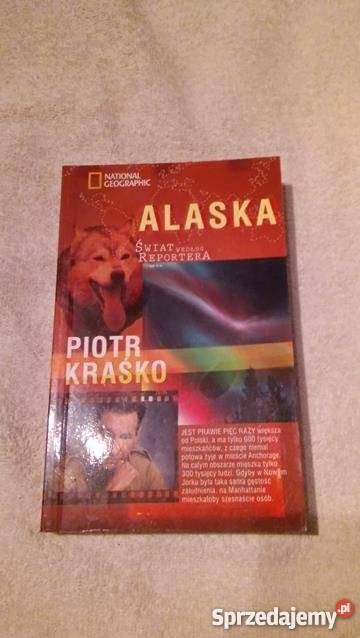 NATIONAL
GEOGRAPHIC
ALASKA
ŚWIAT WEDŁUG
REPORTERA
PIOTR
KRAŚKO
JEST PRAWIE PIĘĆ RAZY większa
od Polski, a ma tylko 600 tysięcy
mieszkańców, z czego niemal
połowa żyje w mieście Anchorage.
Na całym obszarze mieszka tylko
300 tysięcy ludzi. Gdyby w Nowym
Jorku była taka sama gęstość
zaludnienia, na Manhattanie
mieszkałoby szesnaście osób.
Sprzedajemy.pl